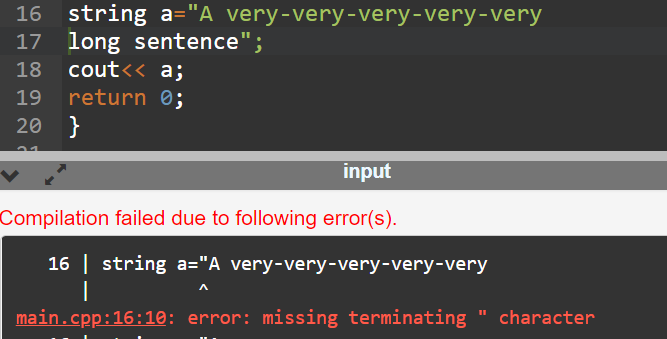 16 string a="A very-very-very-very-very
17 long sentence";
18 cout<< a;
19 return 0;
20 }
input
Compilation failed due to following error(s).
16 | string a="A very-very-very-very-very
| ^
main.cpp:16:10: error: missing terminating " character